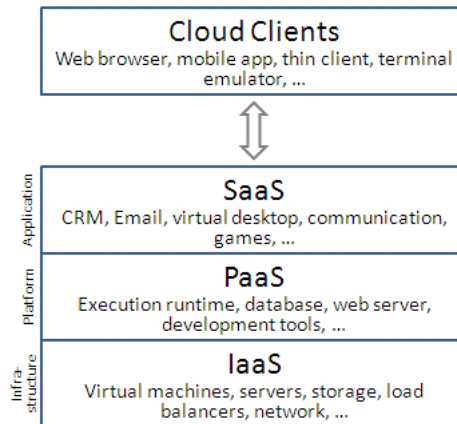 Cloud Clients
Web browser, mobile app, thin client, terminal
emulator, ...
Application
SaaS
CRM, Email, virtual desktop, communication,
games, ...
Platform
PaaS
Execution runtime, database, web server,
development tools, ...
Infra-
structure
IaaS
Virtual machines, servers, storage, load
balancers, network, ...